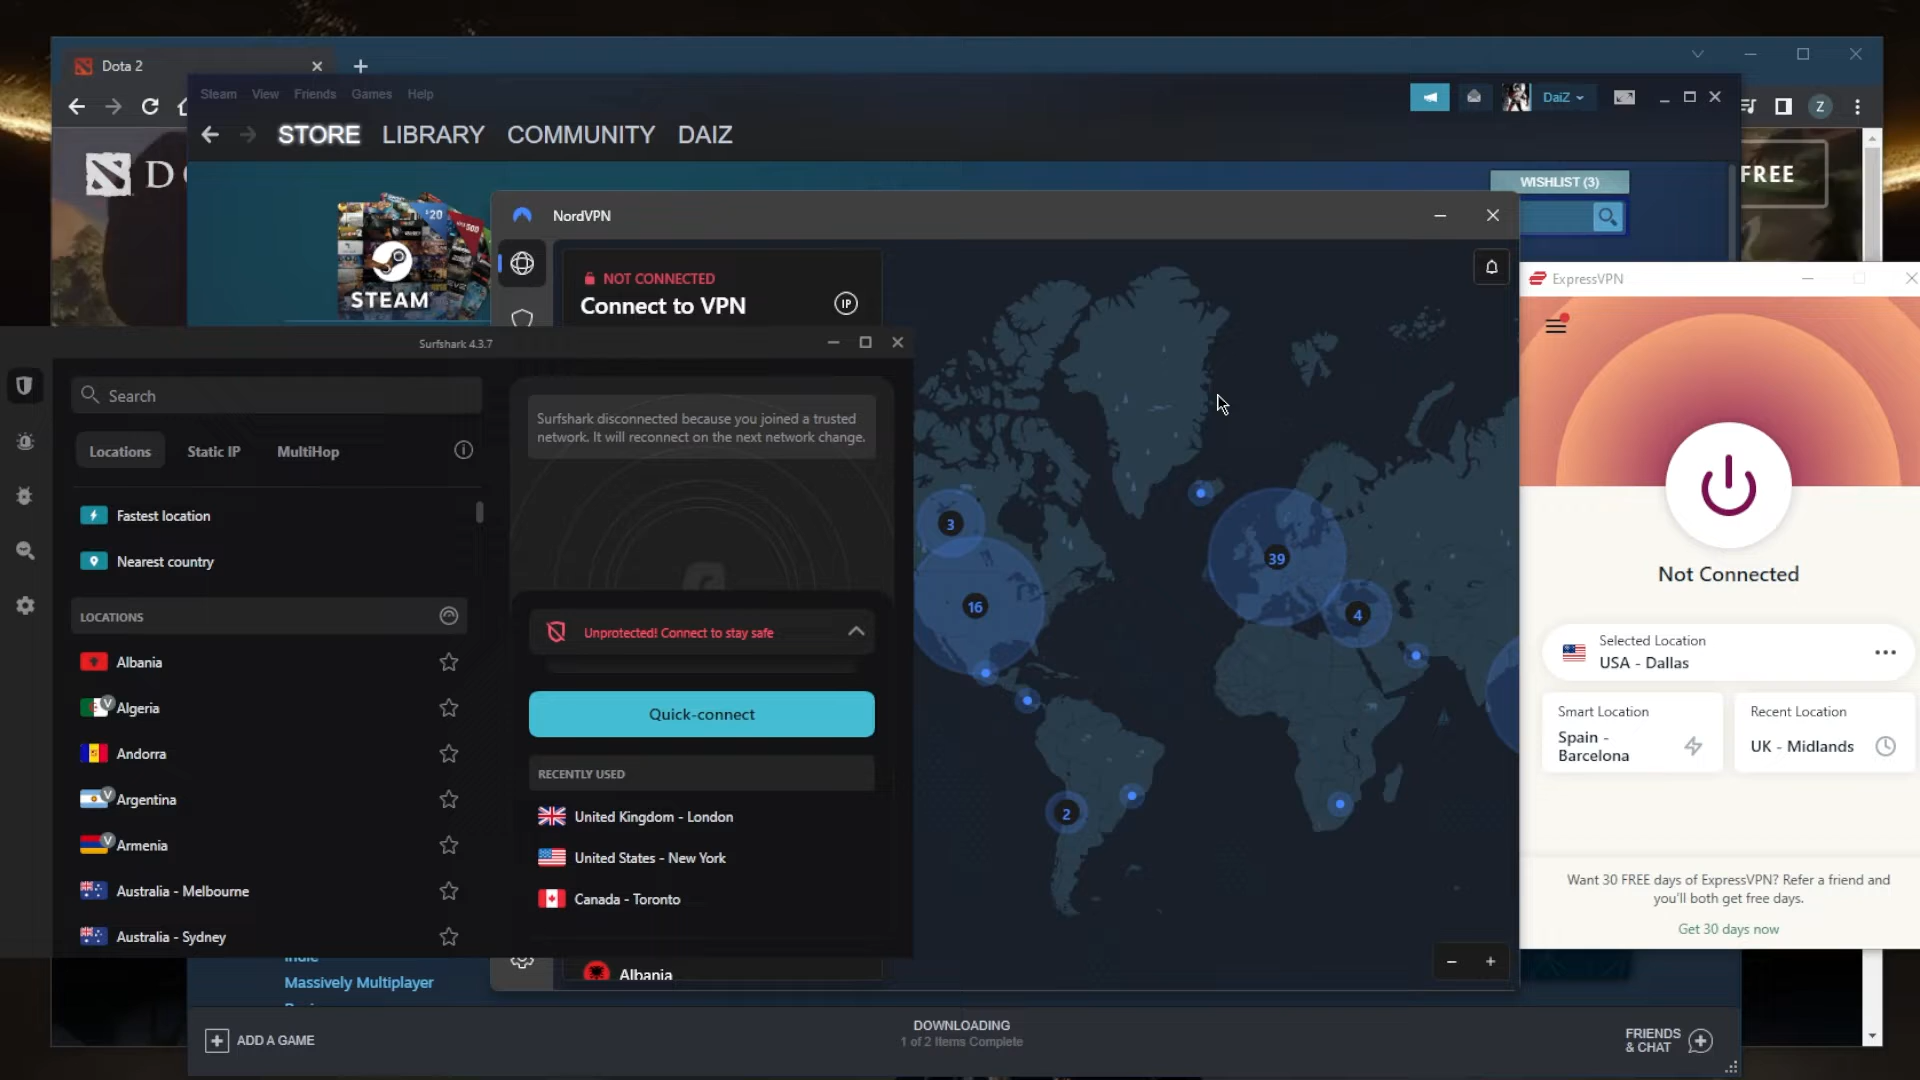 Dota 2
Steam View Friends Games Help
DaiZ
Z
STORE LIBRARY COMMUNITY DAIZ
D
FREE
WISHLIST (3)
$20
STEAM
NordVPN
NOT CONNECTED
Connect to VPN
IP
3
16
39
4
2
Albania
Surfshark 4.3.7
Search
Locations Static IP MultiHop
Fastest location
Nearest country
LOCATIONS
Albania
V
Algeria
Andorra
V
Argentina
V
Armenia
Australia - Melbourne
Australia - Sydney
Surfshark disconnected because you joined a trusted
network. It will reconnect on the next network change.
Unprotected! Connect to stay safe
Quick-connect
RECENTLY USED
United Kingdom - London
United States - New York
Canada - Toronto
ExpressVPN
Not Connected
Selected Location
USA - Dallas
Smart Location
Spain -
Barcelona
Recent Location
UK - Midlands
Want 30 FREE days of ExpressVPN? Refer a friend and
you'll both get free days.
Get 30 days now
Indie
Massively Multiplayer
ADD A GAME
DOWNLOADING
1 of 2 Items Complete
FRIENDS
& CHAT